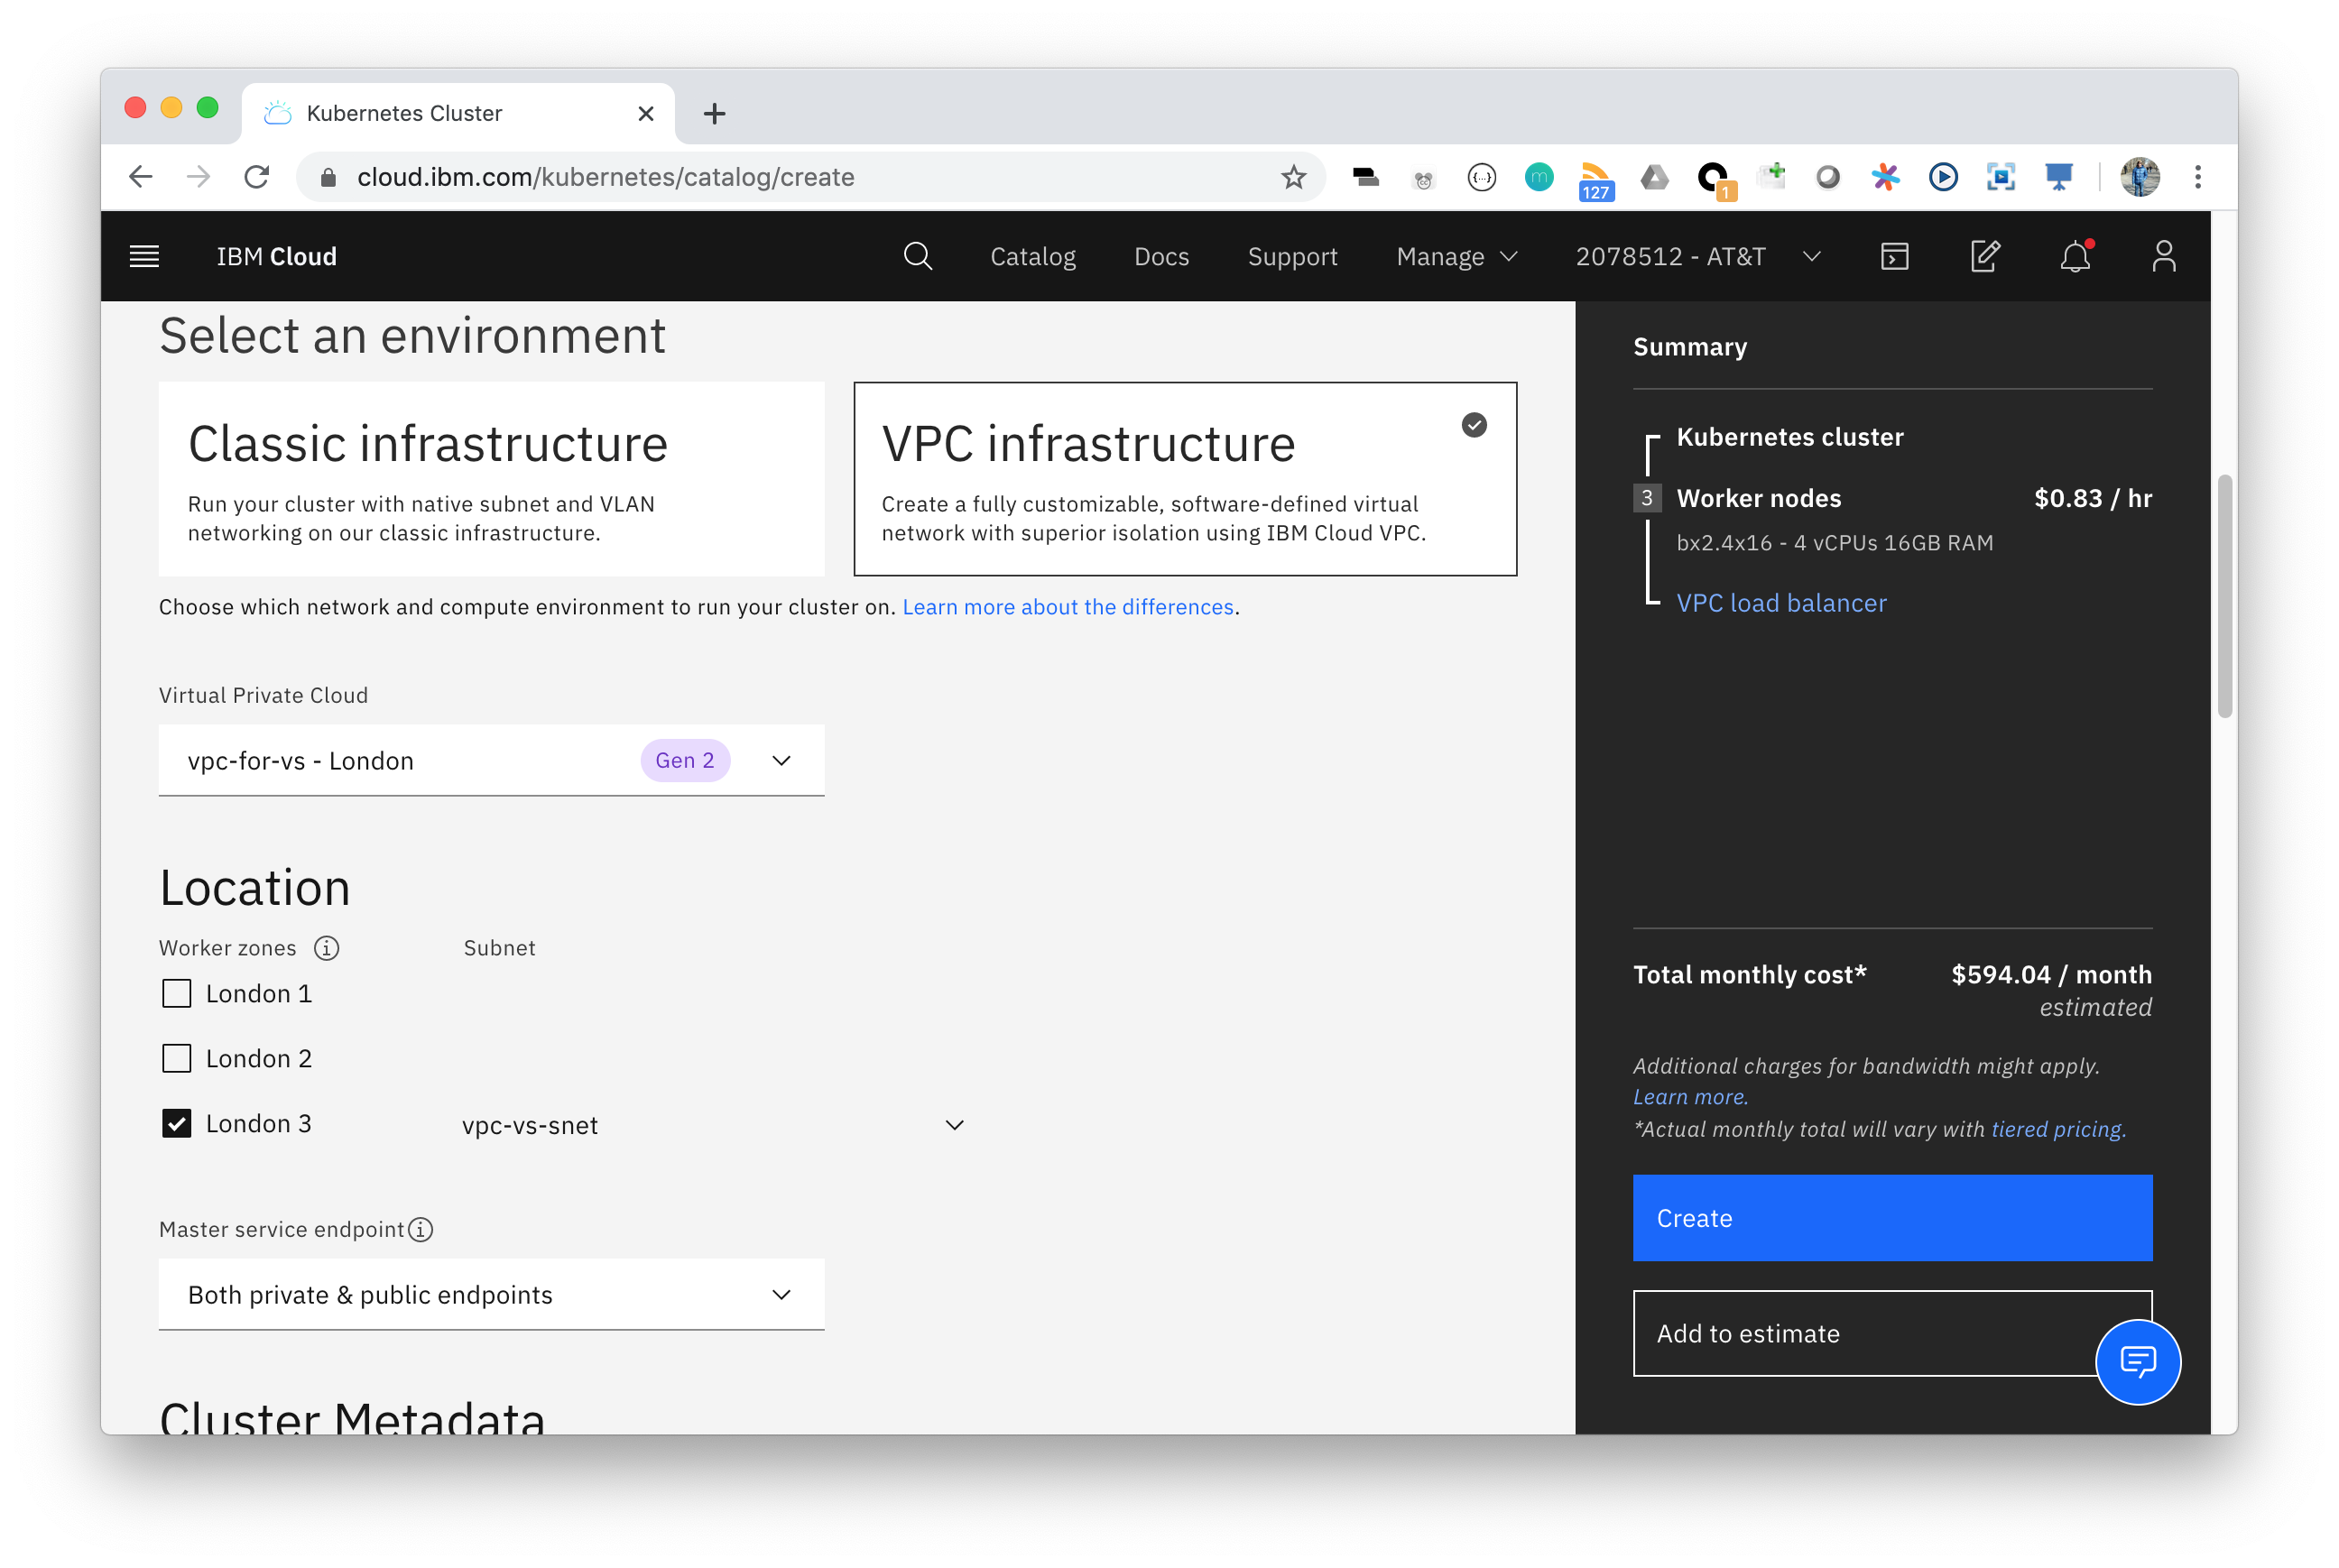 Kubernetes Cluster
cloud.ibm.com/kubernetes/catalog/create
127
1
IBM Cloud
Catalog
Docs
Support
Manage
2078512 - AT&T
Select an environment
Classic infrastructure
Run your cluster with native subnet and VLAN
networking on our classic infrastructure.
VPC infrastructure
Create a fully customizable, software-defined virtual
network with superior isolation using IBM Cloud VPC.
Choose which network and compute environment to run your cluster on. Learn more about the differences.
Virtual Private Cloud
vpc-for-vs - London
Gen 2
Location
Worker zones
Subnet
London 1
London 2
London 3
vpc-vs-snet
Master service endpoint
Both private & public endpoints
Cluster Metadata
Summary
Kubernetes cluster
3 Worker nodes $0.83 / hr
bx2.4x16 - 4 vCPUs 16GB RAM
VPC load balancer
Total monthly cost* $594.04 / month
estimated
Additional charges for bandwidth might apply.
Learn more.
*Actual monthly total will vary with tiered pricing.
Create
Add to estimate